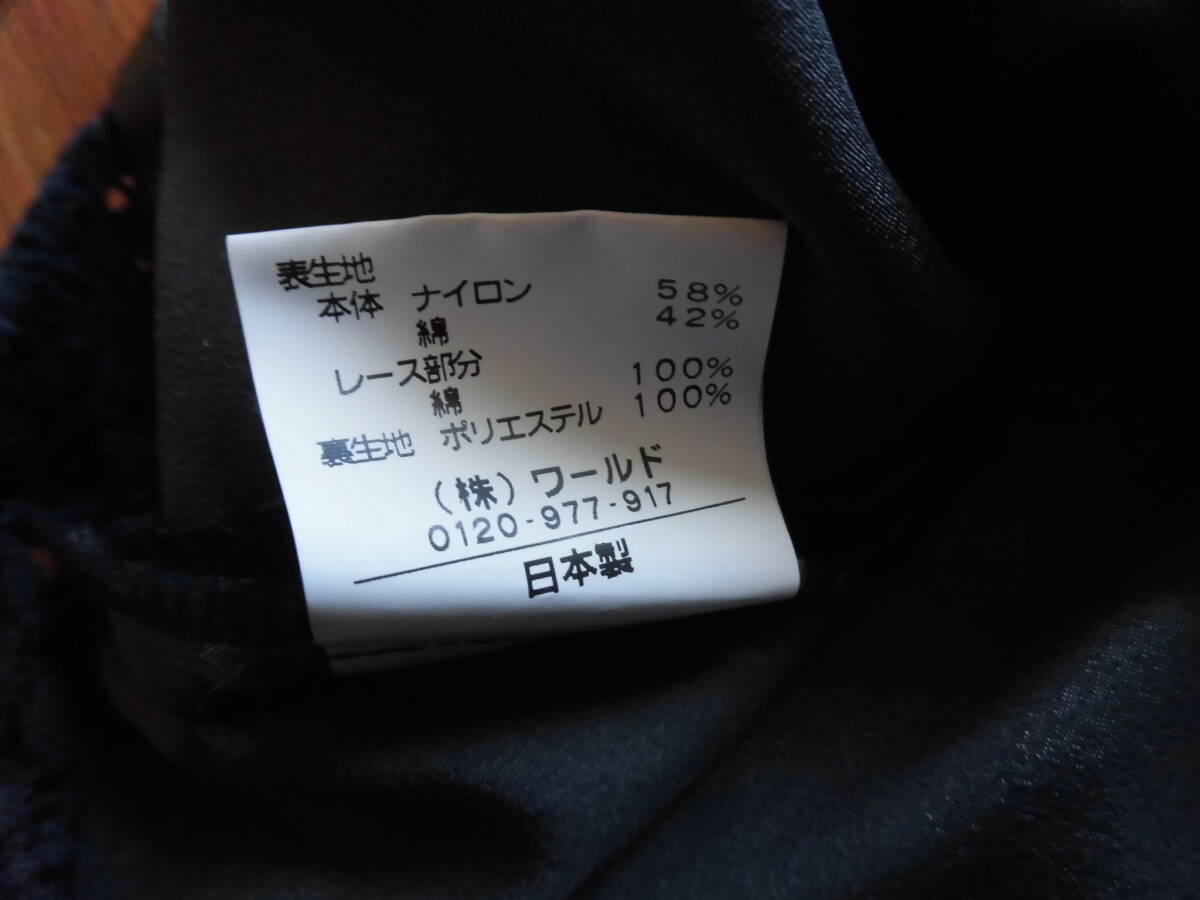 表生地
本体 ナイロン 58%
綿 42%
レース部分
綿 100%
裏生地 ポリエステル 100%
(株)ワールド
0120-977-917
日本製